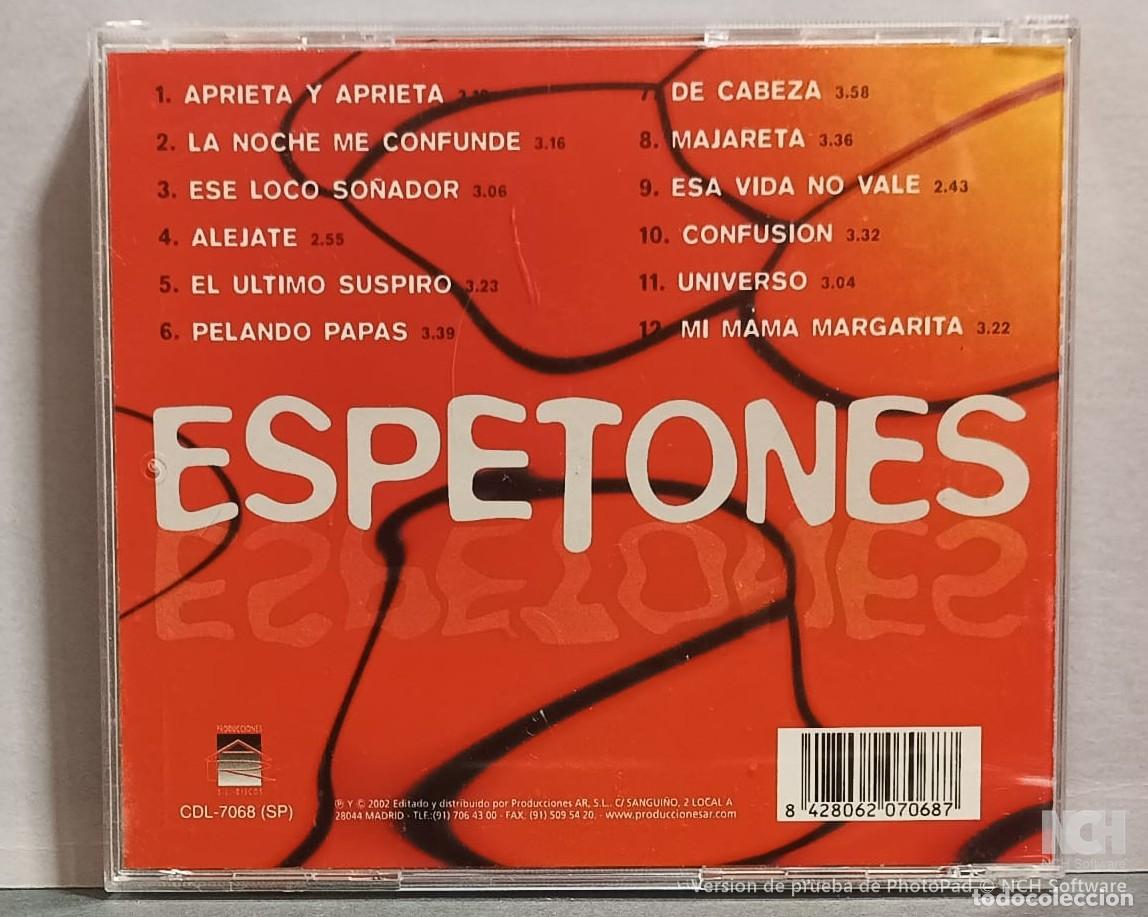 1. APRIETA Y APRIETA
2. LA NOCHE ME CONFUNDE 3.16
3. ESE LOCO SOÑADOR 3.06
4. ALEJATE 2.55
5. EL ULTIMO SUSPIRO 3.23
6. PELANDO PAPAS 3.39
7. DE CABEZA 3.58
8. MAJARETA 3.36
9. ESA VIDA NO VALE 2.43
10. CONFUSION 3.32
11. UNIVERSO 3.04
12. MI MAMA MARGARITA 3.22
ESPETONES
PRODUCCIONES
S.L. DISCOS
CDL-7068 (SP)
Ⓟ Y © 2002 Editado y distribuido por Producciones AR, S.L. C/ SANGUIÑO, 2 LOCAL A
28044 MADRID - TLF.:(91) 706 43 00 - FAX. (91) 509 54 20. - www.produccionesar.com
8 428062 070687
NCH
NCH Software
Versión de prueba de PhotoPad © NCH Software
todocoleccion